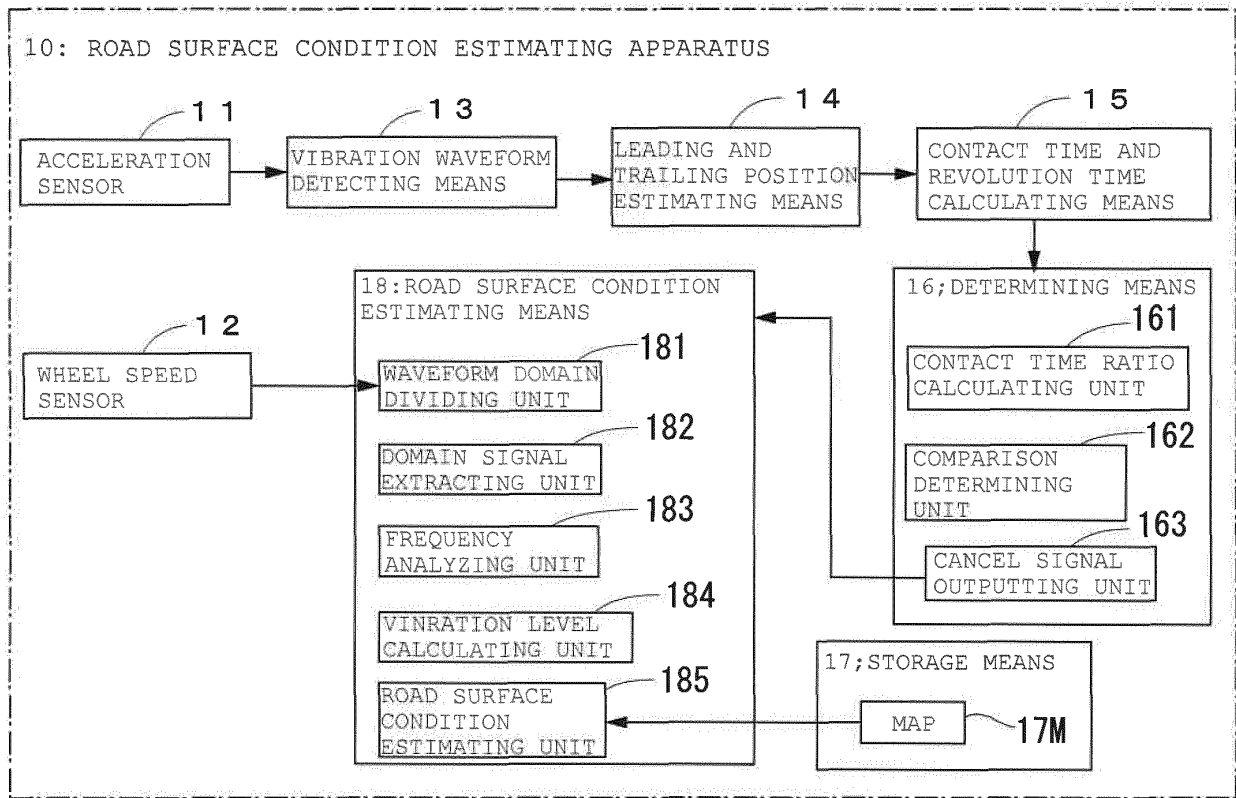 10: ROAD SURFACE CONDITION ESTIMATING APPARATUS
11
ACCELERATION
SENSOR
13
VIBRATION WAVEFORM
DETECTING MEANS
14
LEADING AND
TRAILING POSITION
ESTIMATING MEANS
15
CONTACT TIME AND
REVOLUTION TIME
CALCULATING MEANS
12
WHEEL SPEED
SENSOR
18:ROAD SURFACE CONDITION
ESTIMATING MEANS
181
WAVEFORM DOMAIN
DIVIDING UNIT
182
DOMAIN SIGNAL
EXTRACTING UNIT
183
FREQUENCY
ANALYZING UNIT
184
VINRATION LEVEL
CALCULATING UNIT
185
ROAD SURFACE
CONDITION
ESTIMATING UNIT
16;DETERMINING MEANS
161
CONTACT TIME RATIO
CALCULATING UNIT
162
COMPARISON
DETERMINING
UNIT
163
CANCEL SIGNAL
OUTPUTTING UNIT
17;STORAGE MEANS
MAP
17M